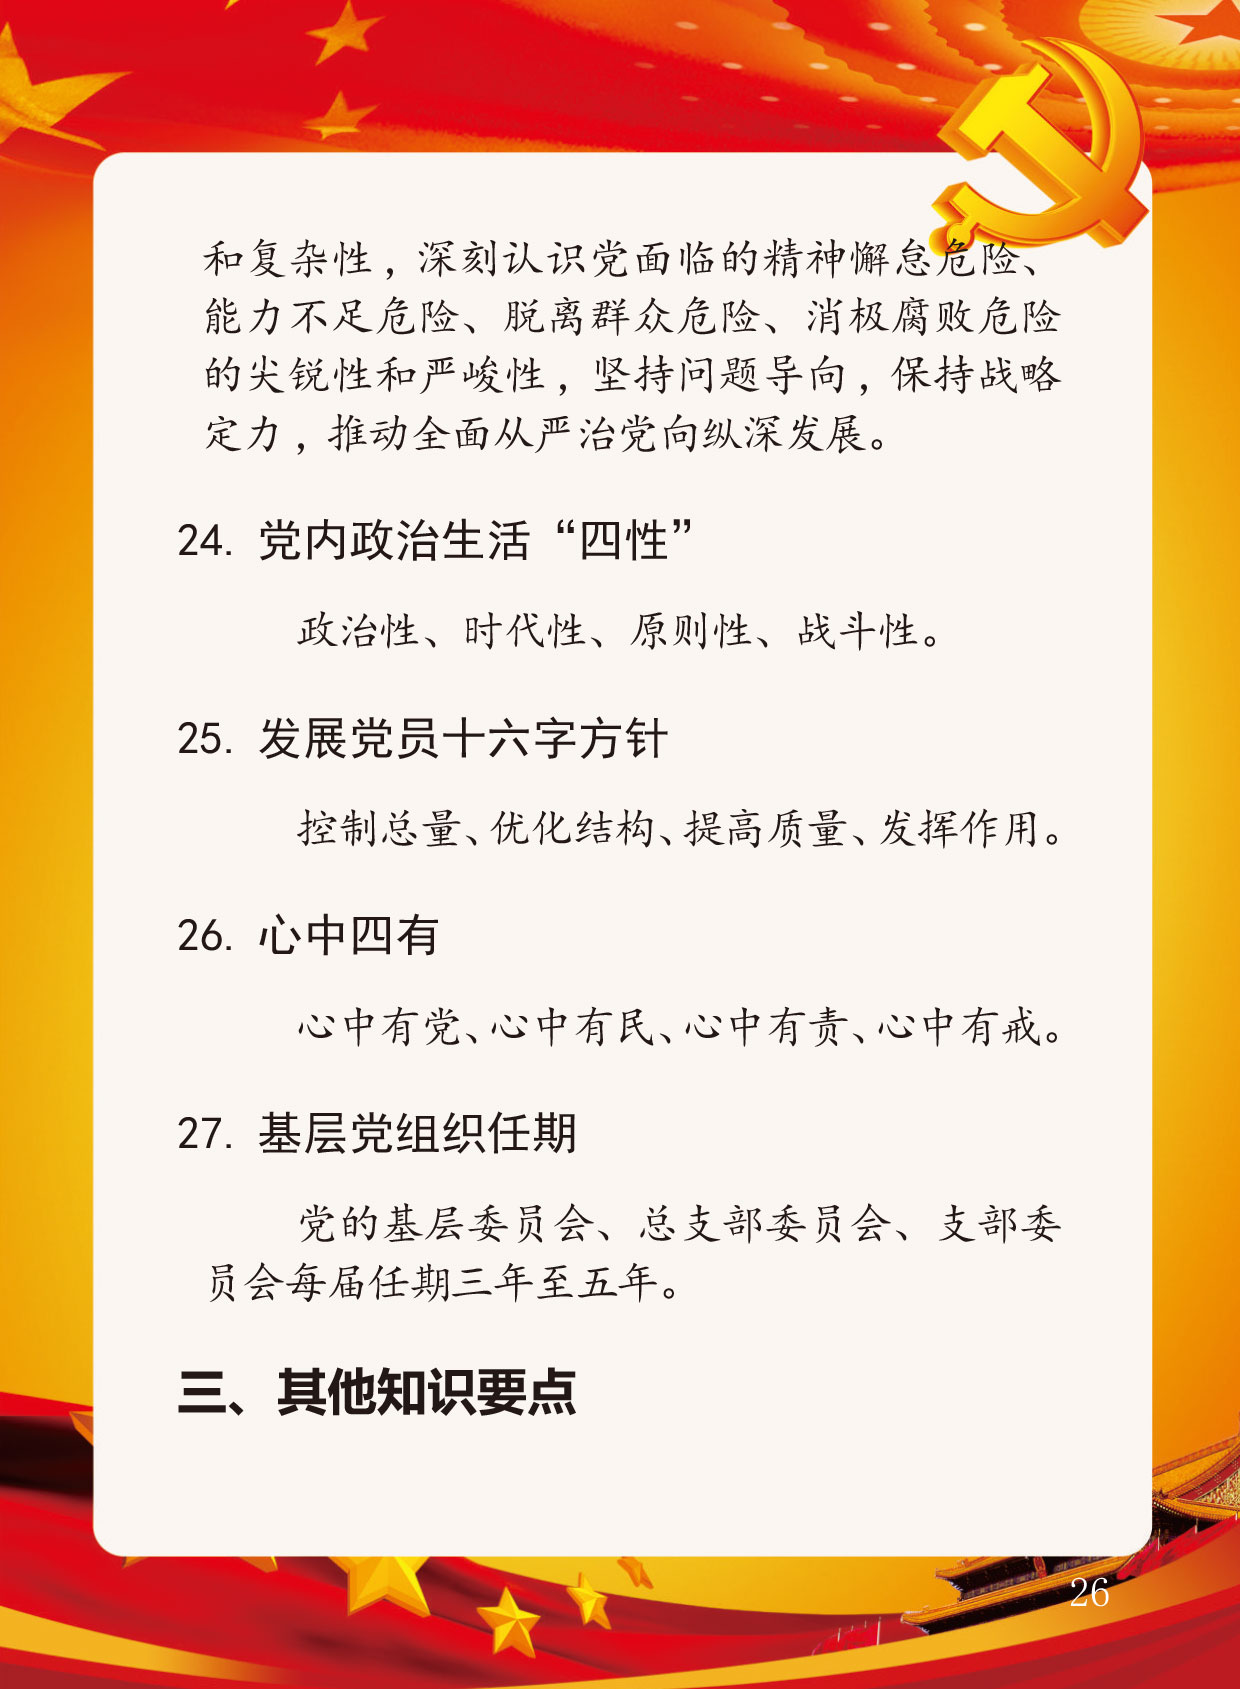 和复杂性，深刻认识党面临的精神懈怠危险、
能力不足危险、脱离群众危险、消极腐败危险
的尖锐性和严峻性，坚持问题导向，保持战略
定力，推动全面从严治党向纵深发展。
24. 党内政治生活“四性”
政治性、时代性、原则性、战斗性。
25. 发展党员十六字方针
控制总量、优化结构、提高质量、发挥作用。
26. 心中四有
心中有党、心中有民、心中有责、心中有戒。
27. 基层党组织任期
党的基层委员会、总支部委员会、支部委
员会每届任期三年至五年。
三、其他知识要点
26